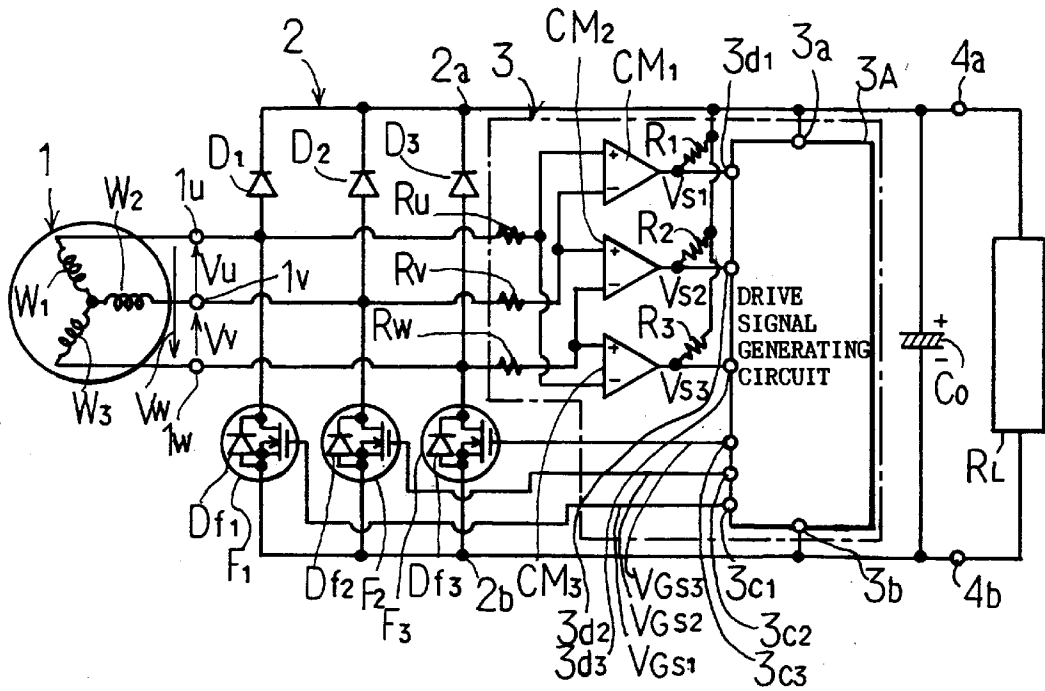 CM2
2
2a
3
CM1
3d1
3a
3A
4a
D1
D2
D3
R1
1
W2
1u
Ru
VS1
R2
Vu
1v
Rv
W1
VS2
DRIVE
SIGNAL
GENERATING
CIRCUIT
Vv
Rw
R3
+
-
Co
W3
Vw
1w
VS3
RL
+
-
+
-
+
-
Df1
F1
Df2
F2
F3
Df3
2b
CM3
3d2
3d3
VGS3
VGS2
VGS1
3c1
3c2
3c3
3b
4b